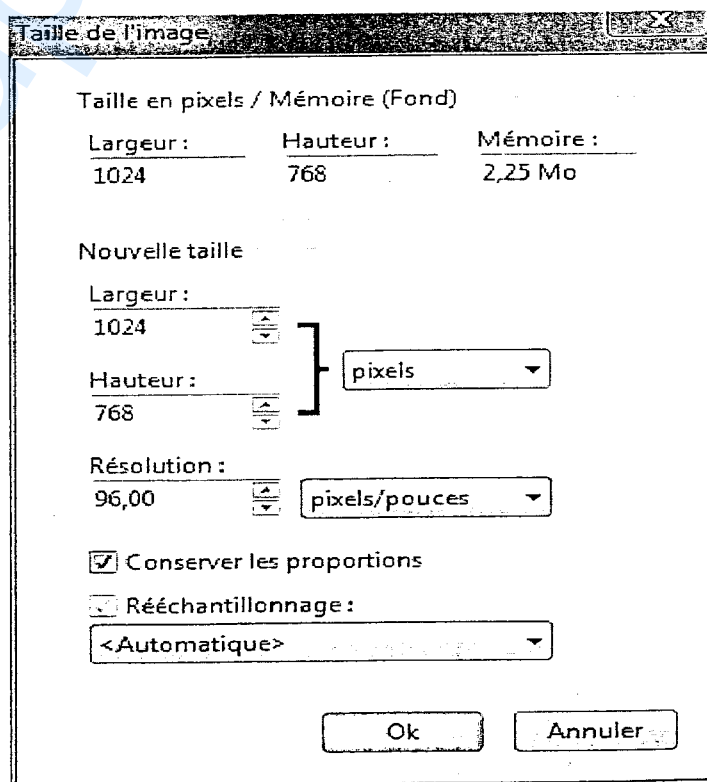 Taille de l'image
Taille en pixels / Mémoire (Fond)
Largeur : Hauteur : Mémoire :
1024 768 2,25 Mo
Nouvelle taille
Largeur :
1024
pixels
Hauteur :
768
Résolution :
96,00 pixels/pouces
Conserver les proportions
Rééchantillonnage :
<Automatique>
Ok Annuler